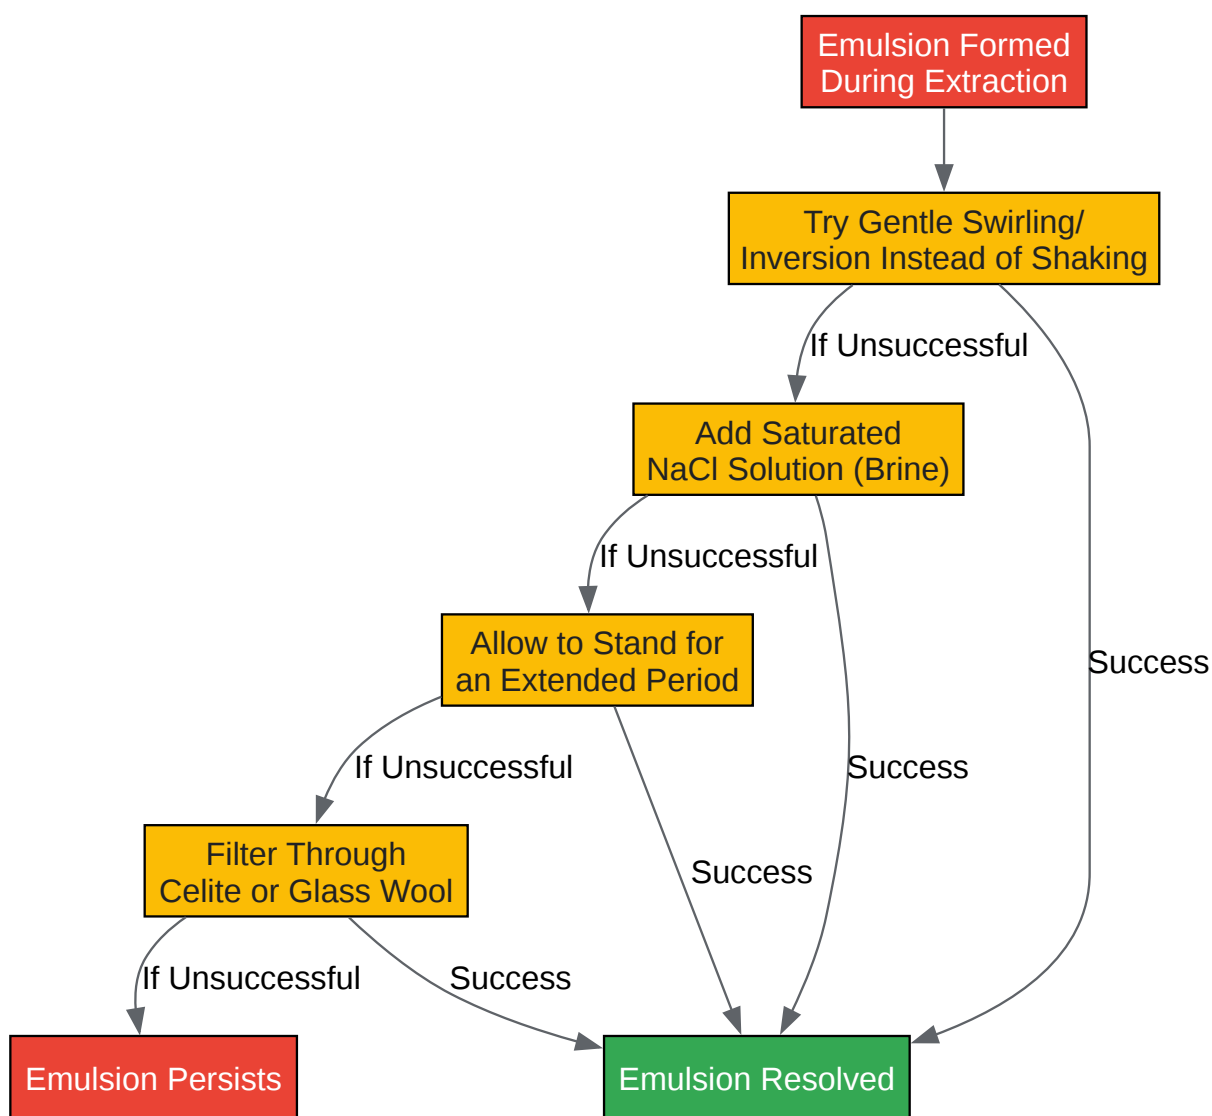 Emulsion Formed
During Extraction
Try Gentle Swirling/
Inversion Instead of Shaking
If Unsuccessful
Add Saturated
NaCl Solution (Brine)
If Unsuccessful
Allow to Stand for
an Extended Period
Success
If Unsuccessful
Success
Filter Through
Celite or Glass Wool
Success
If Unsuccessful
Success
Emulsion Persists
Emulsion Resolved